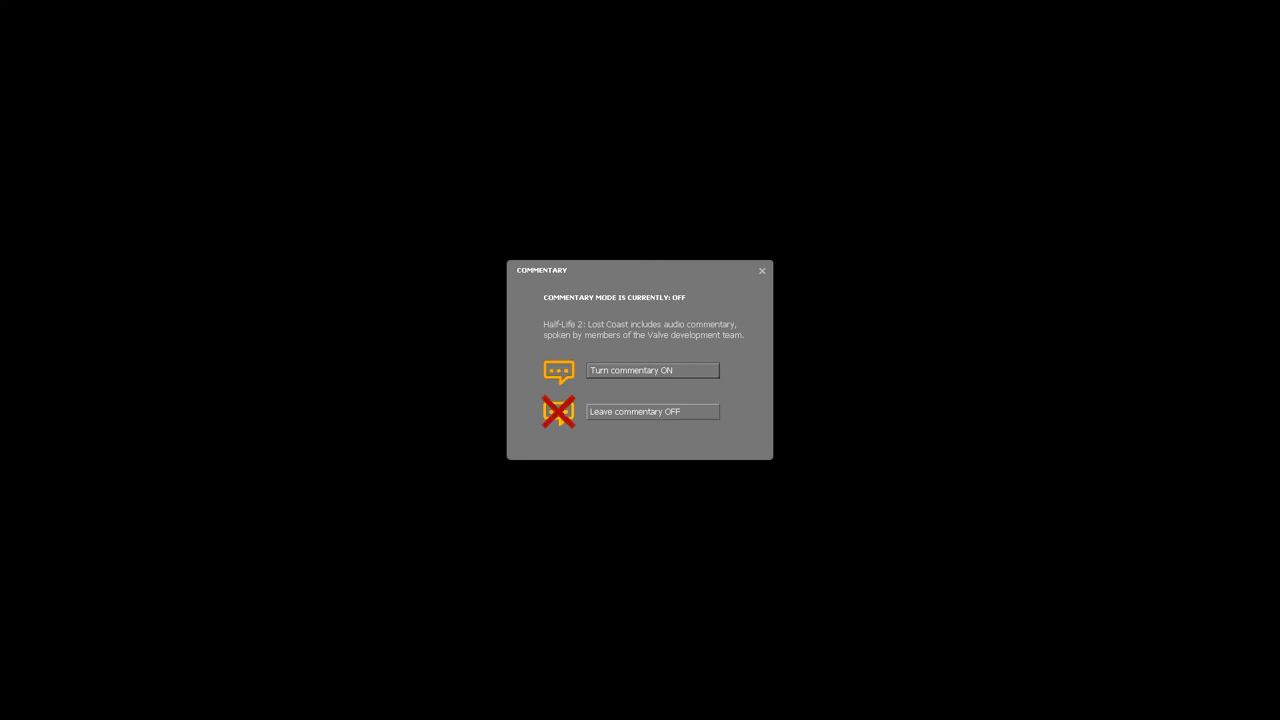 COMMENTARY
COMMENTARY MODE IS CURRENTLY: OFF
Half-Life 2: Lost Coast includes audio commentary,
spoken by members of the Valve development team.
Turn commentary ON
Leave commentary OFF